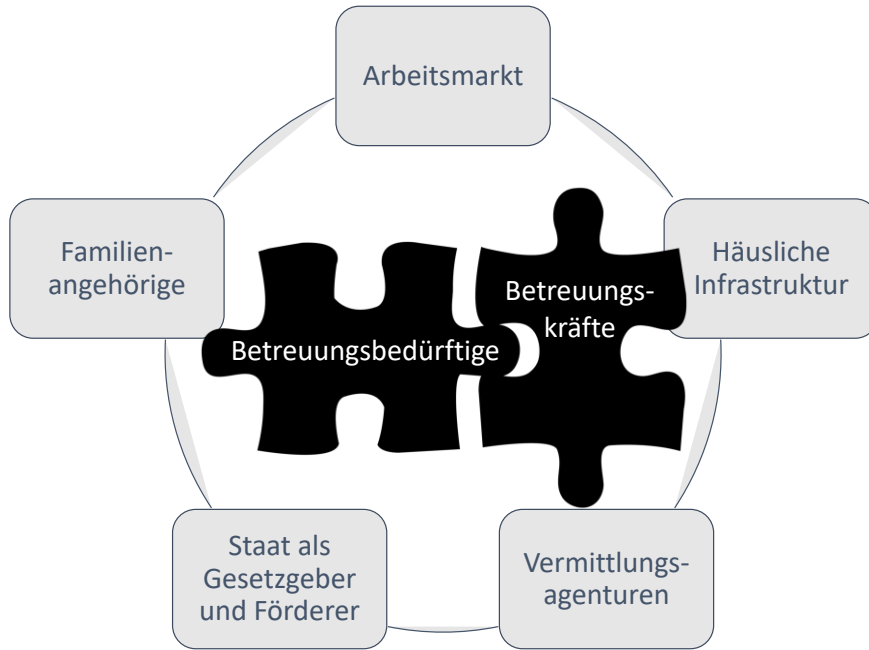 Arbeitsmarkt
Familien-
angehörige
Häusliche
Infrastruktur
Betreuungs-
kräfte
Betreuungsbedürftige
Staat als
Gesetzgeber
und Förderer
Vermittlungs-
agenturen